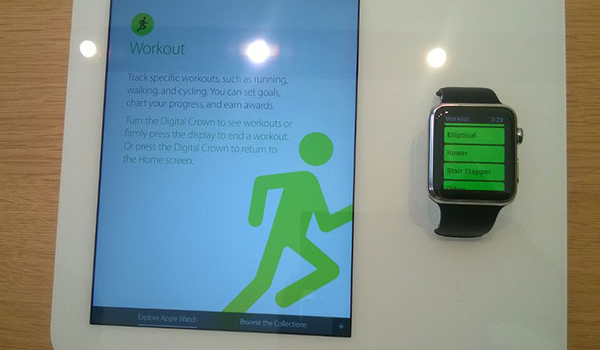 Workout
Track specific workouts, such as running,
walking, and cycling. You can set goals,
chart your progress, and earn awards.
Turn the Digital Crown to see workouts or
firmly press the display to end a workout.
Or press the Digital Crown to return to
the Home screen.
Explore Apple Watch
Browse the Collections
Workout 3:29
Elliptical
Rower
Stair Stepper
Other